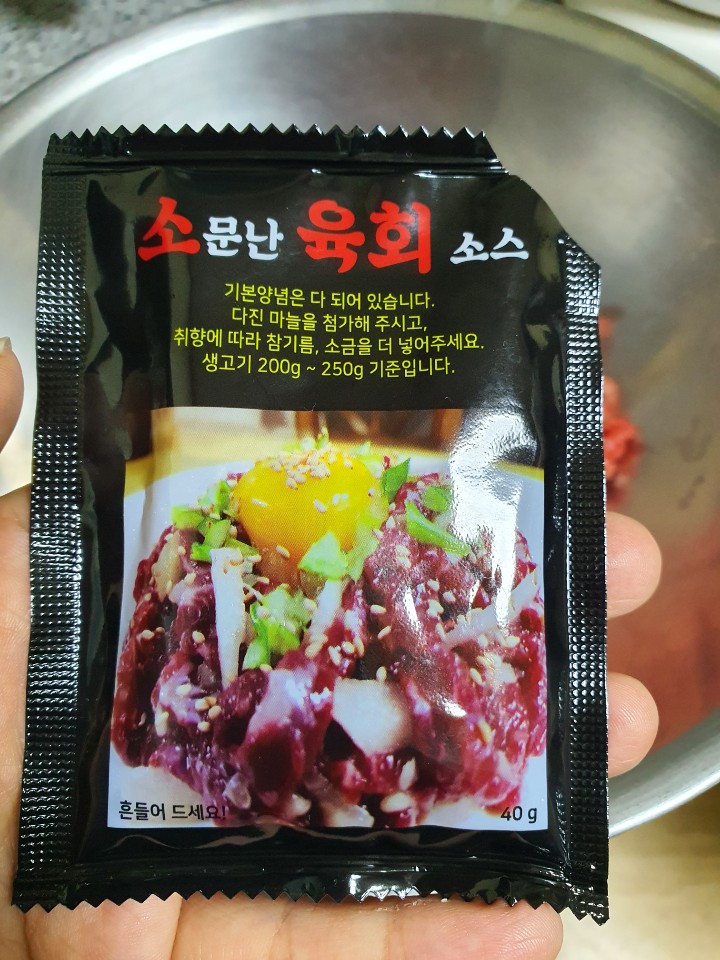 소문난 육회 소스
기본양념은 다 되어 있습니다.
다진 마늘을 첨가해 주시고,
취향에 따라 참기름, 소금을 더 넣어주세요.
생고기 200g ~ 250g 기준입니다.
흔들어 드세요!
40 g